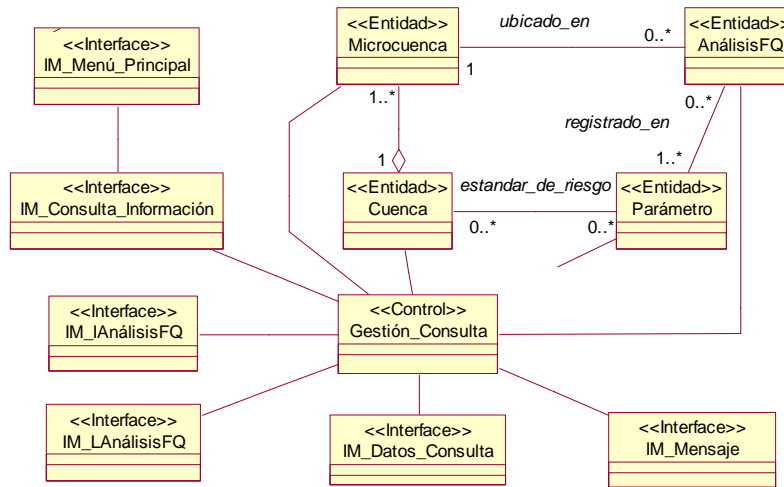 <<Interface>>
IM_Menú_Principal
<<Entidad>>
Microcuenca
ubicado_en
1
0..*
<<Entidad>>
AnálisisFQ
1..*
0..*
registrado_en
1..*
<<Interface>>
IM_Consulta_Información
1
<<Entidad>>
Cuenca
estandar_de_riesgo
0..*
0..*
<<Entidad>>
Parámetro
<<Interface>>
IM_IAnálisisFQ
<<Control>>
Gestión_Consulta
<<Interface>>
IM_LAnálisisFQ
<<Interface>>
IM_Datos_Consulta
<<Interface>>
IM_Mensaje